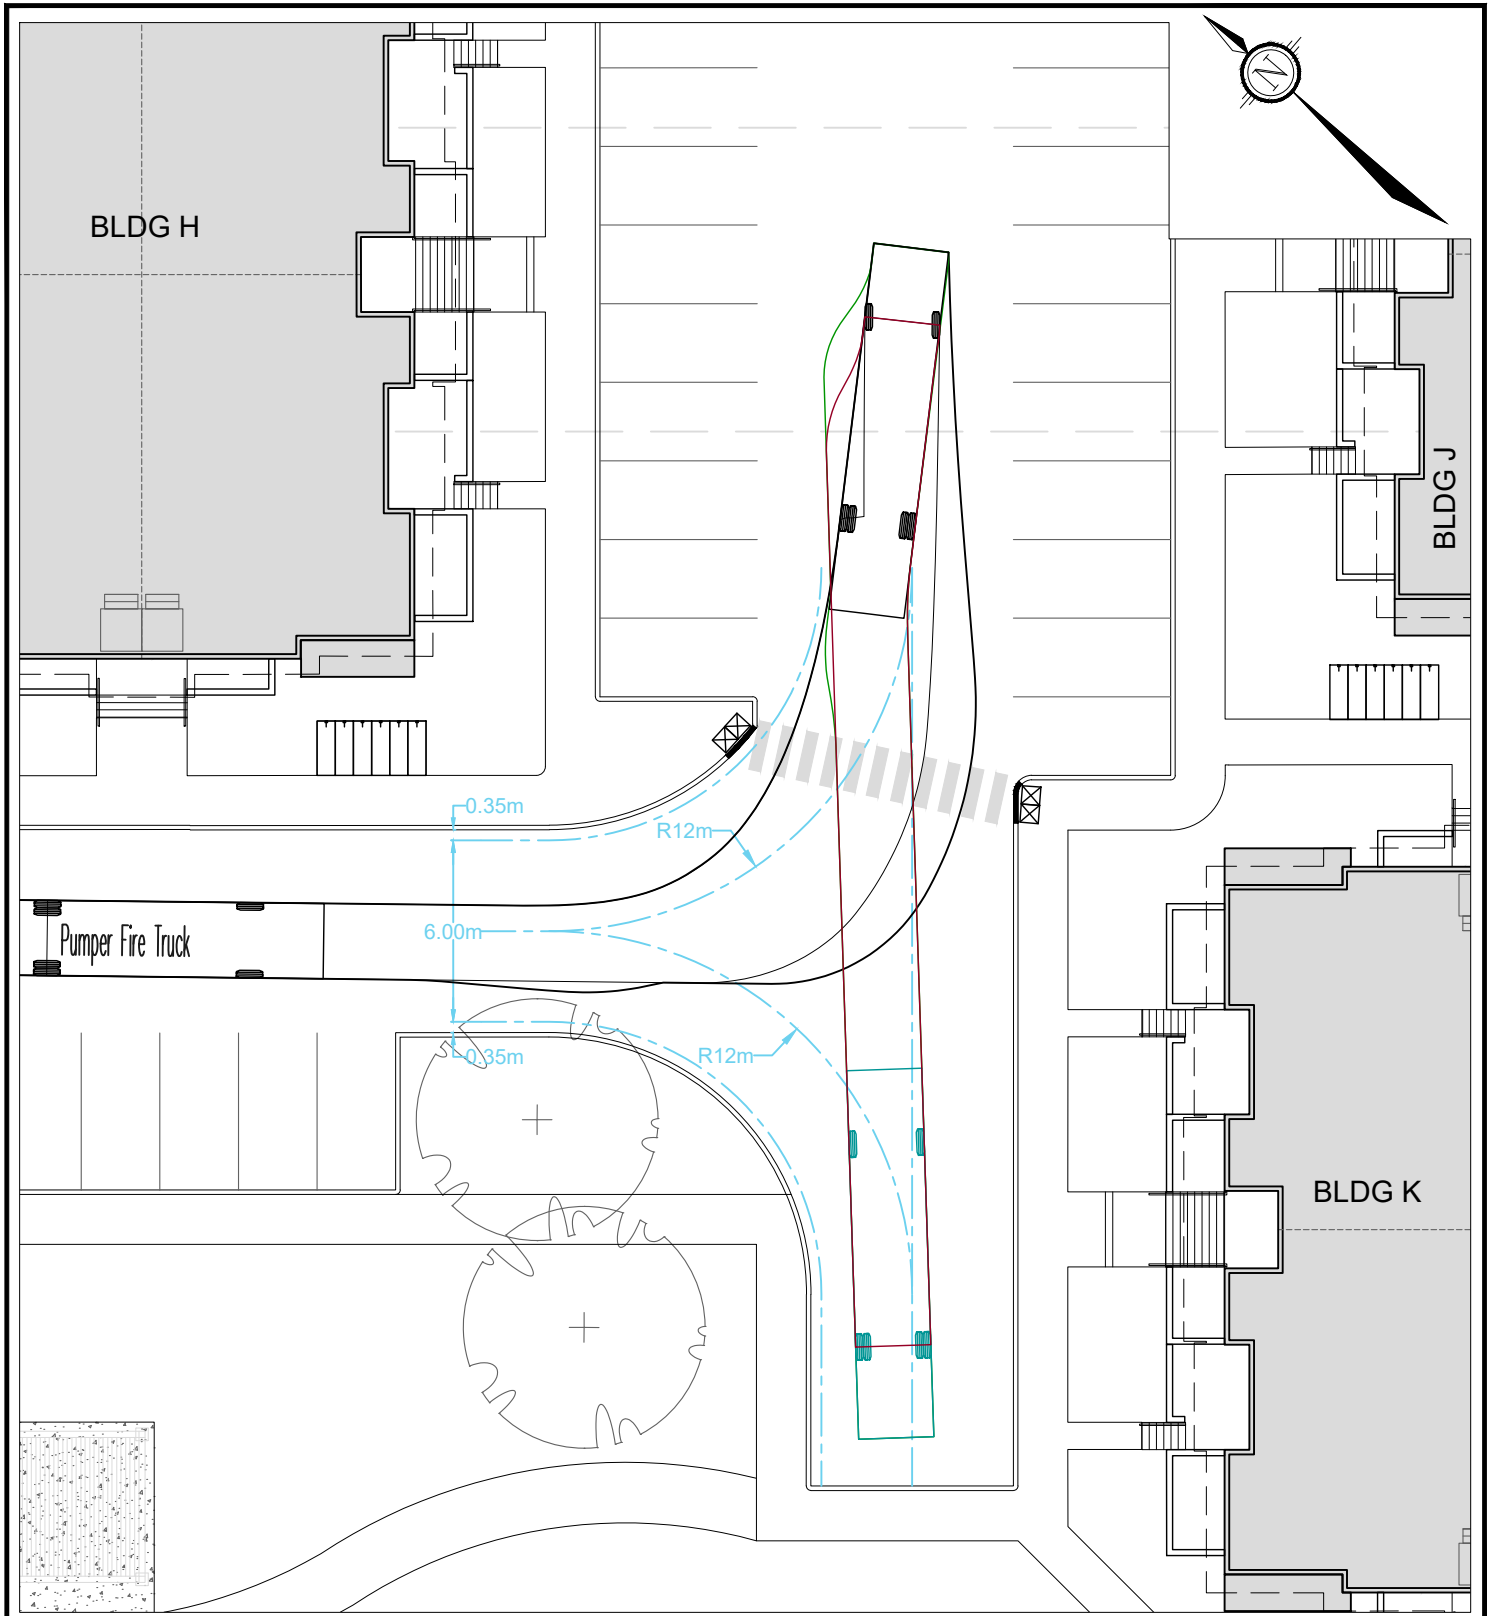 N
BLDG H
BLDG J
0.35m
R12m
6.00m
Pumper Fire Truck
0.35m
R12m
BLDG K